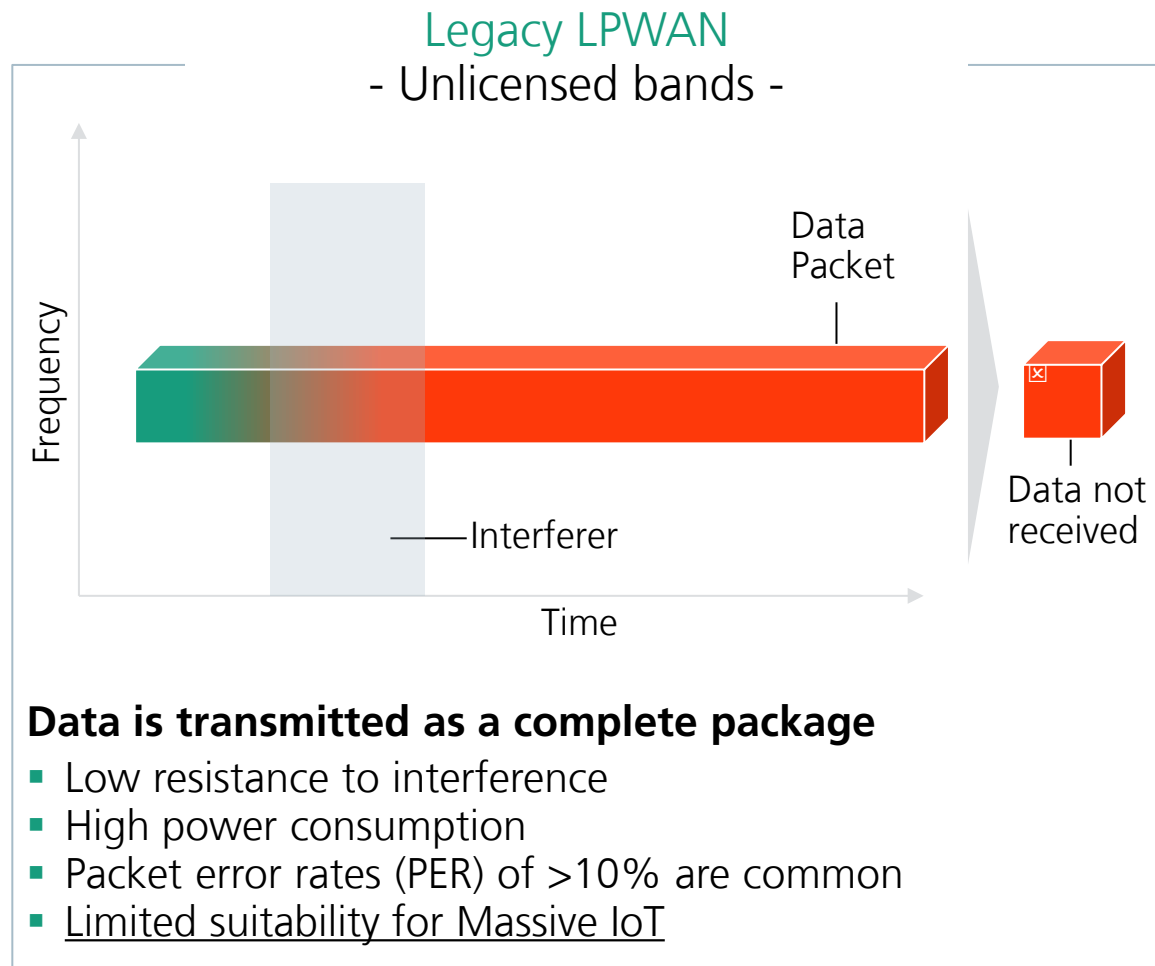 Legacy LPWAN
- Unlicensed bands -
Data
Packet
Frequency
Interferer
Data not
received
Time
Data is transmitted as a complete package
▪ Low resistance to interference
▪ High power consumption
▪ Packet error rates (PER) of >10% are common
▪ Limited suitability for Massive IoT